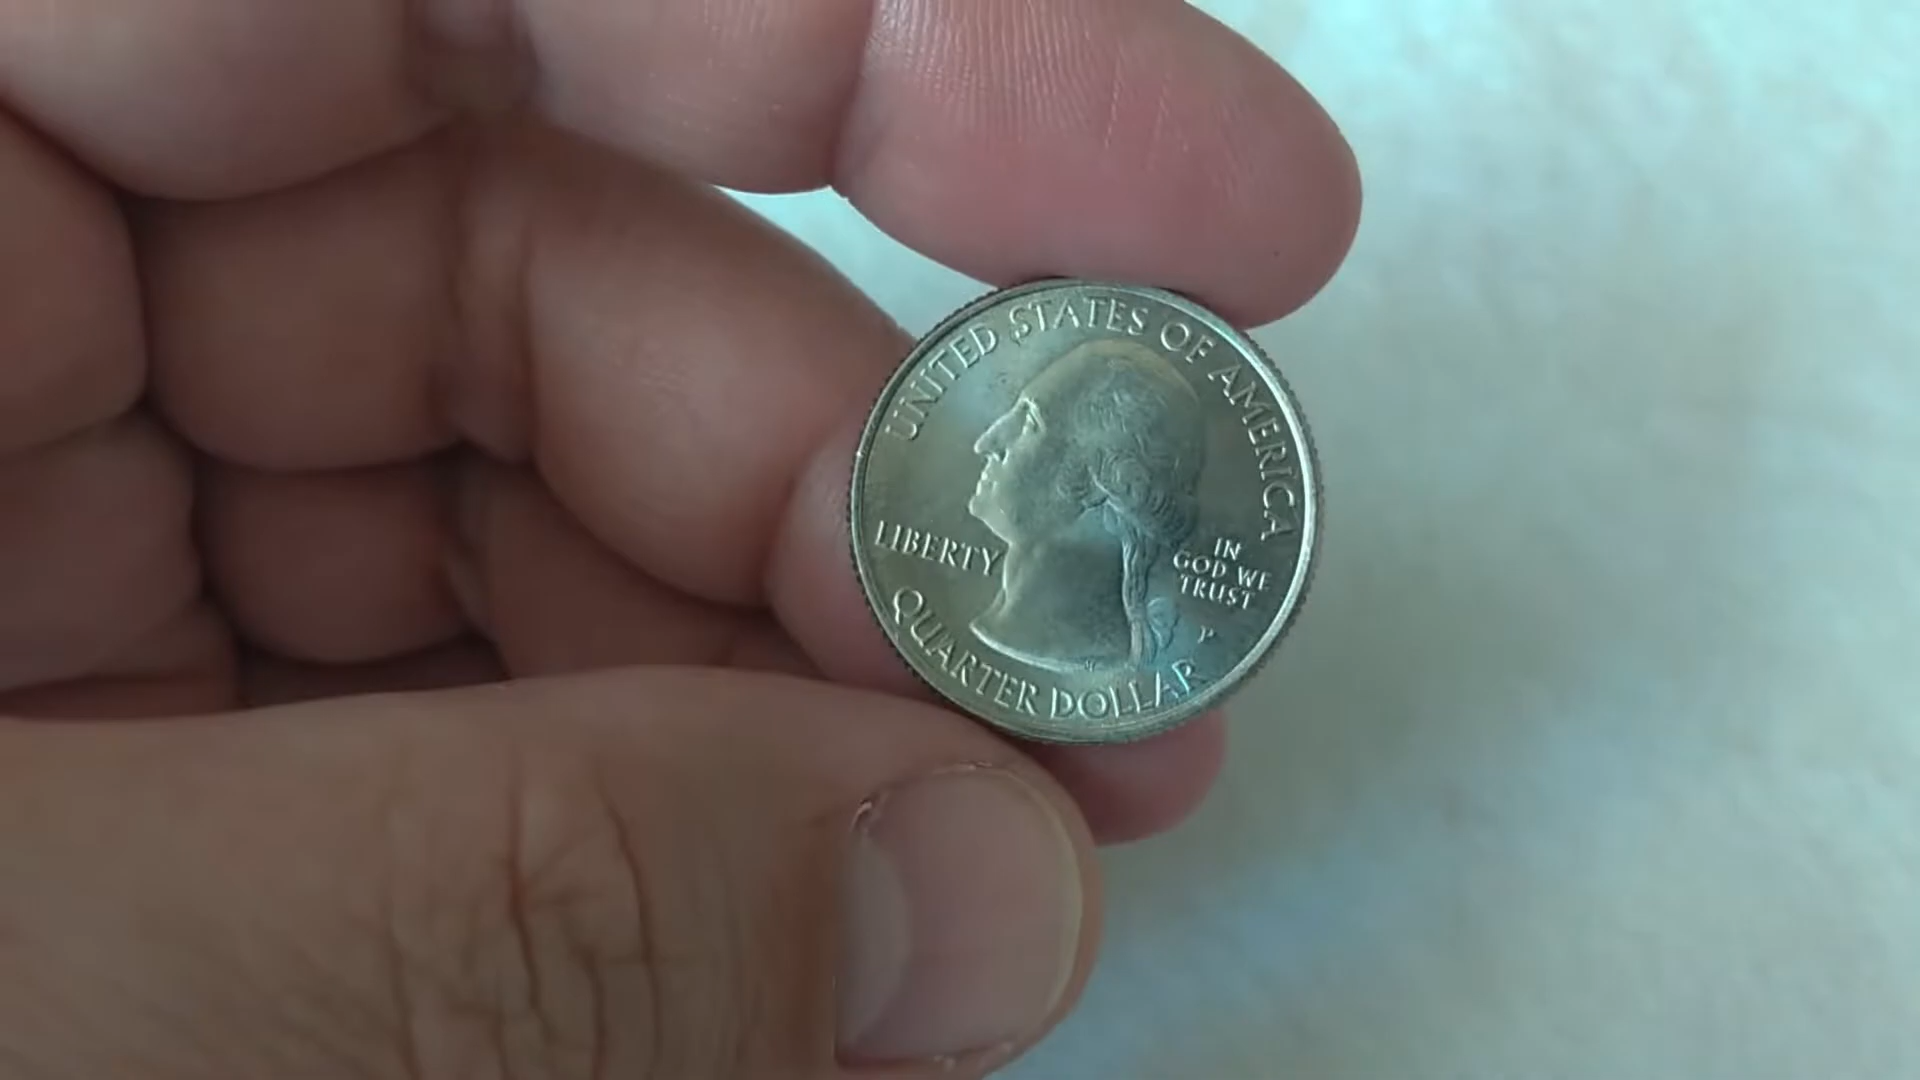 UNITED STATES OF AMERICA
LIBERTY
IN
GOD WE
TRUST
P
QUARTER DOLLAR